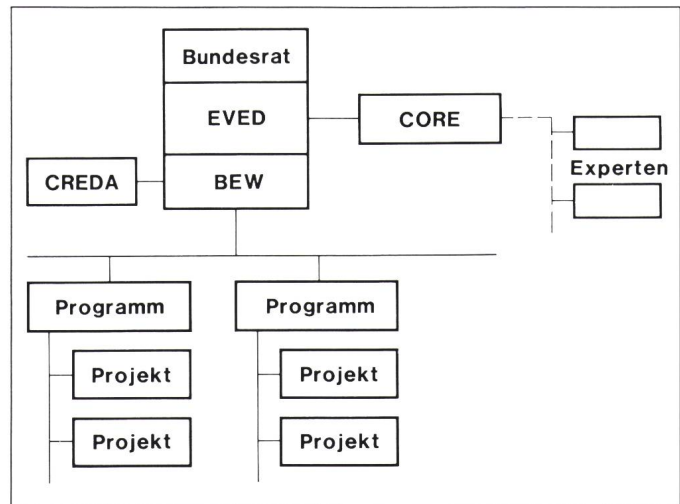 Bundesrat
EVED
CORE
CREDA
BEW
Experten
Programm
Programm
Projekt
Projekt
Projekt
Projekt